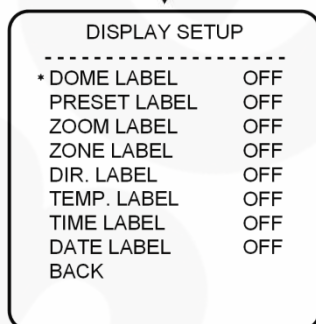 DISPLAY SETUP
--------------------
* DOME LABEL OFF
PRESET LABEL OFF
ZOOM LABEL OFF
ZONE LABEL OFF
DIR. LABEL OFF
TEMP. LABEL OFF
TIME LABEL OFF
DATE LABEL OFF
BACK